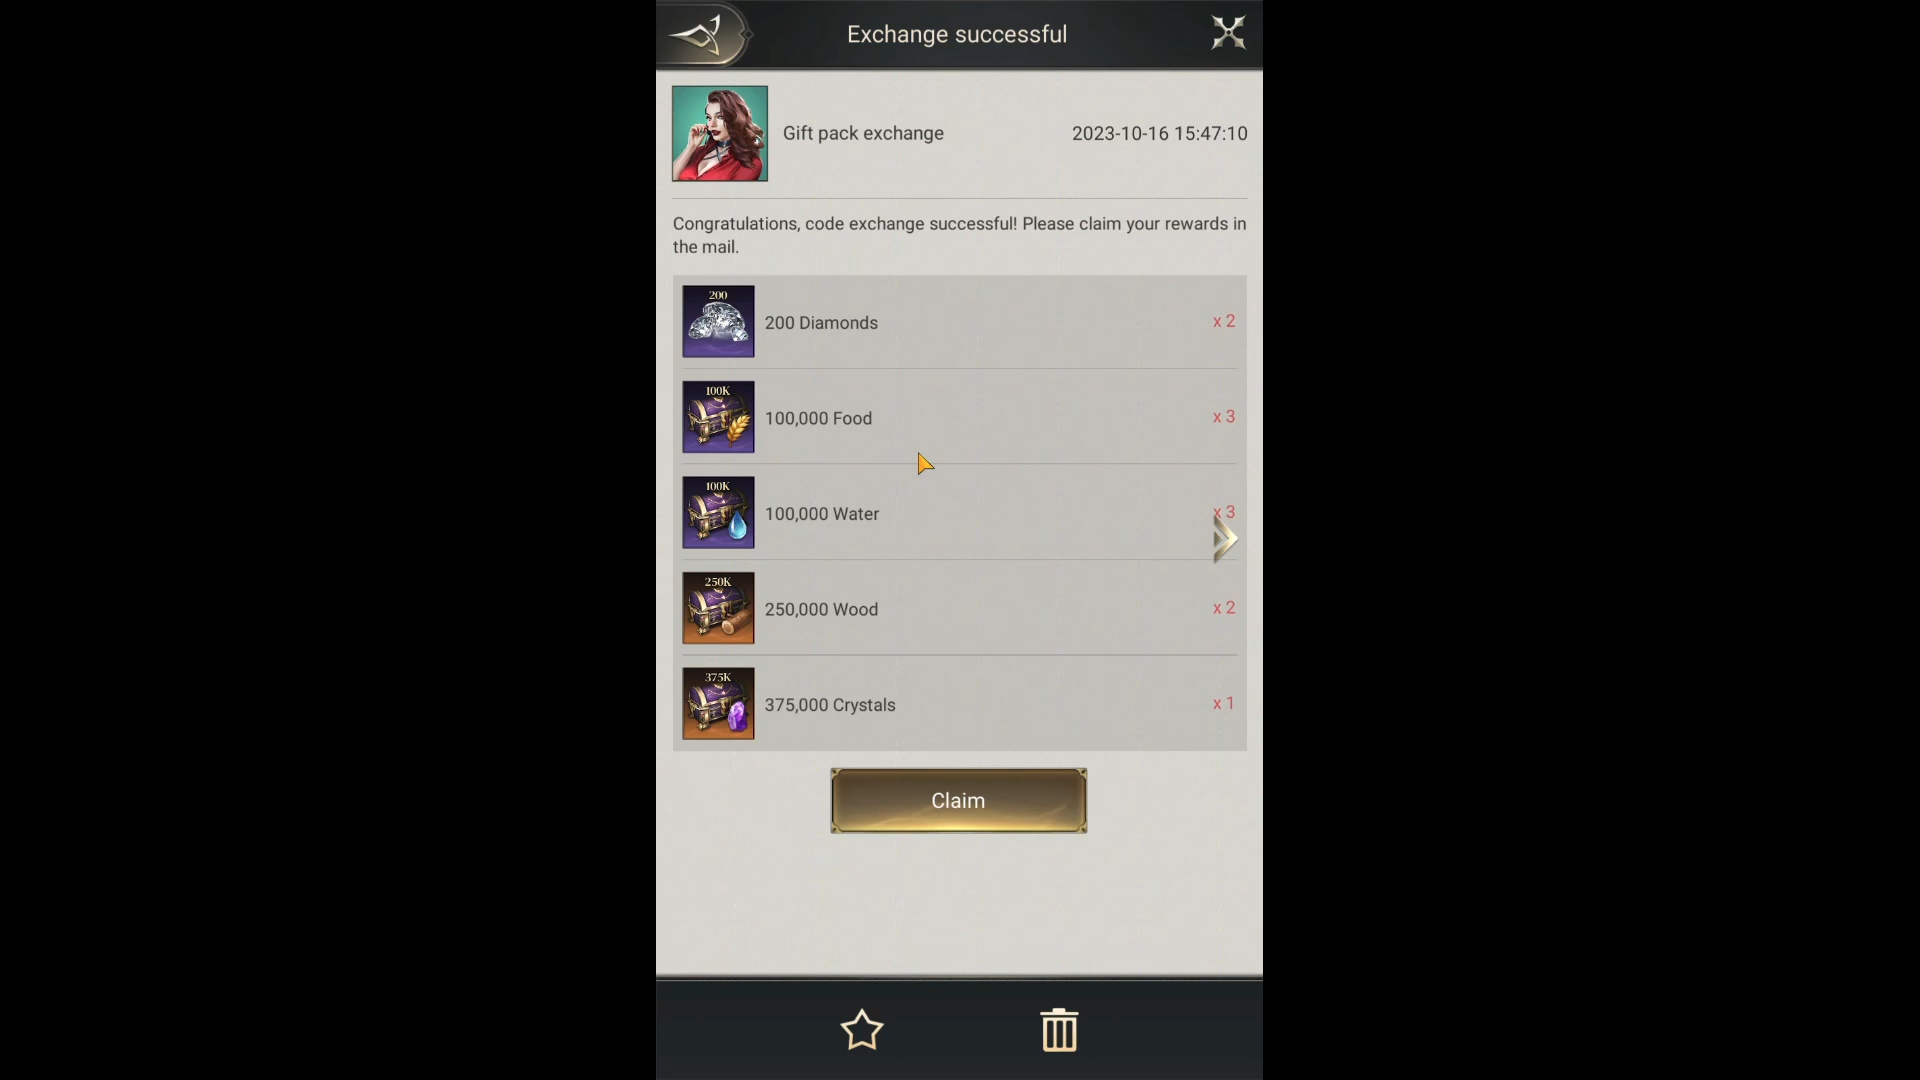 Exchange successful
Gift pack exchange 2023-10-16 15:47:10
Congratulations, code exchange successful! Please claim your rewards in
the mail.
200
200 Diamonds x 2
100K
100,000 Food x 3
100K
100,000 Water x 3
250K
250,000 Wood x 2
375K
375,000 Crystals x 1
Claim